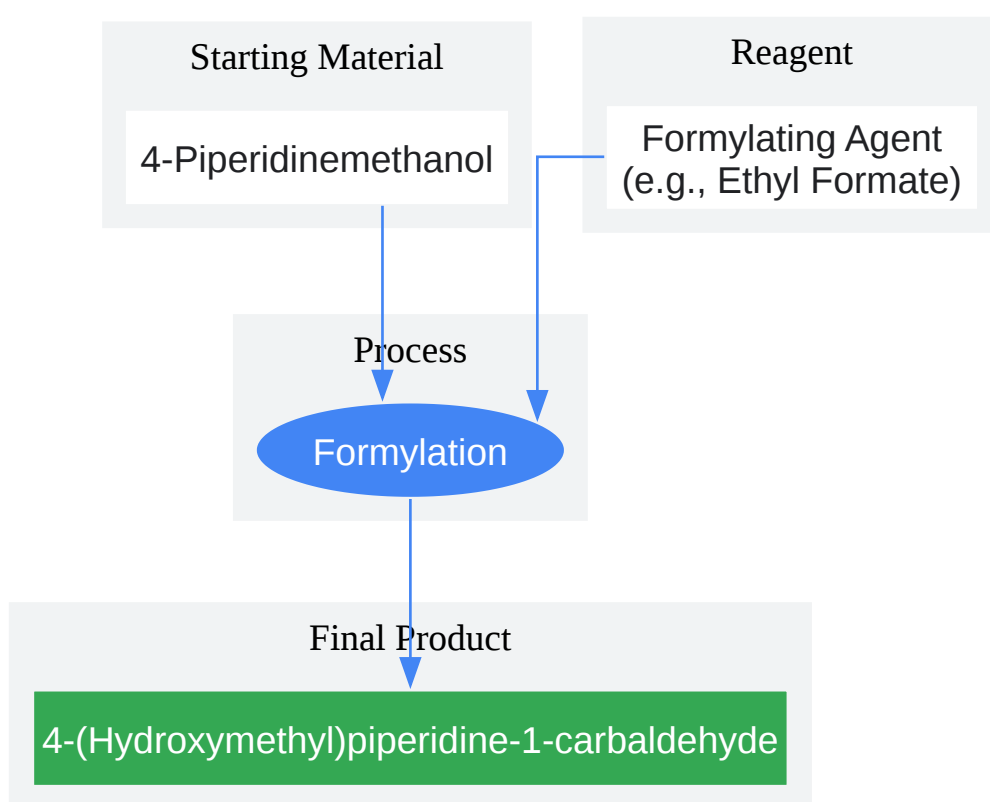 Starting Material
4-Piperidinemethanol
Reagent
Formylating Agent
(e.g., Ethyl Formate)
Process
Formylation
Final Product
4-(Hydroxymethyl)piperidine-1-carbaldehyde